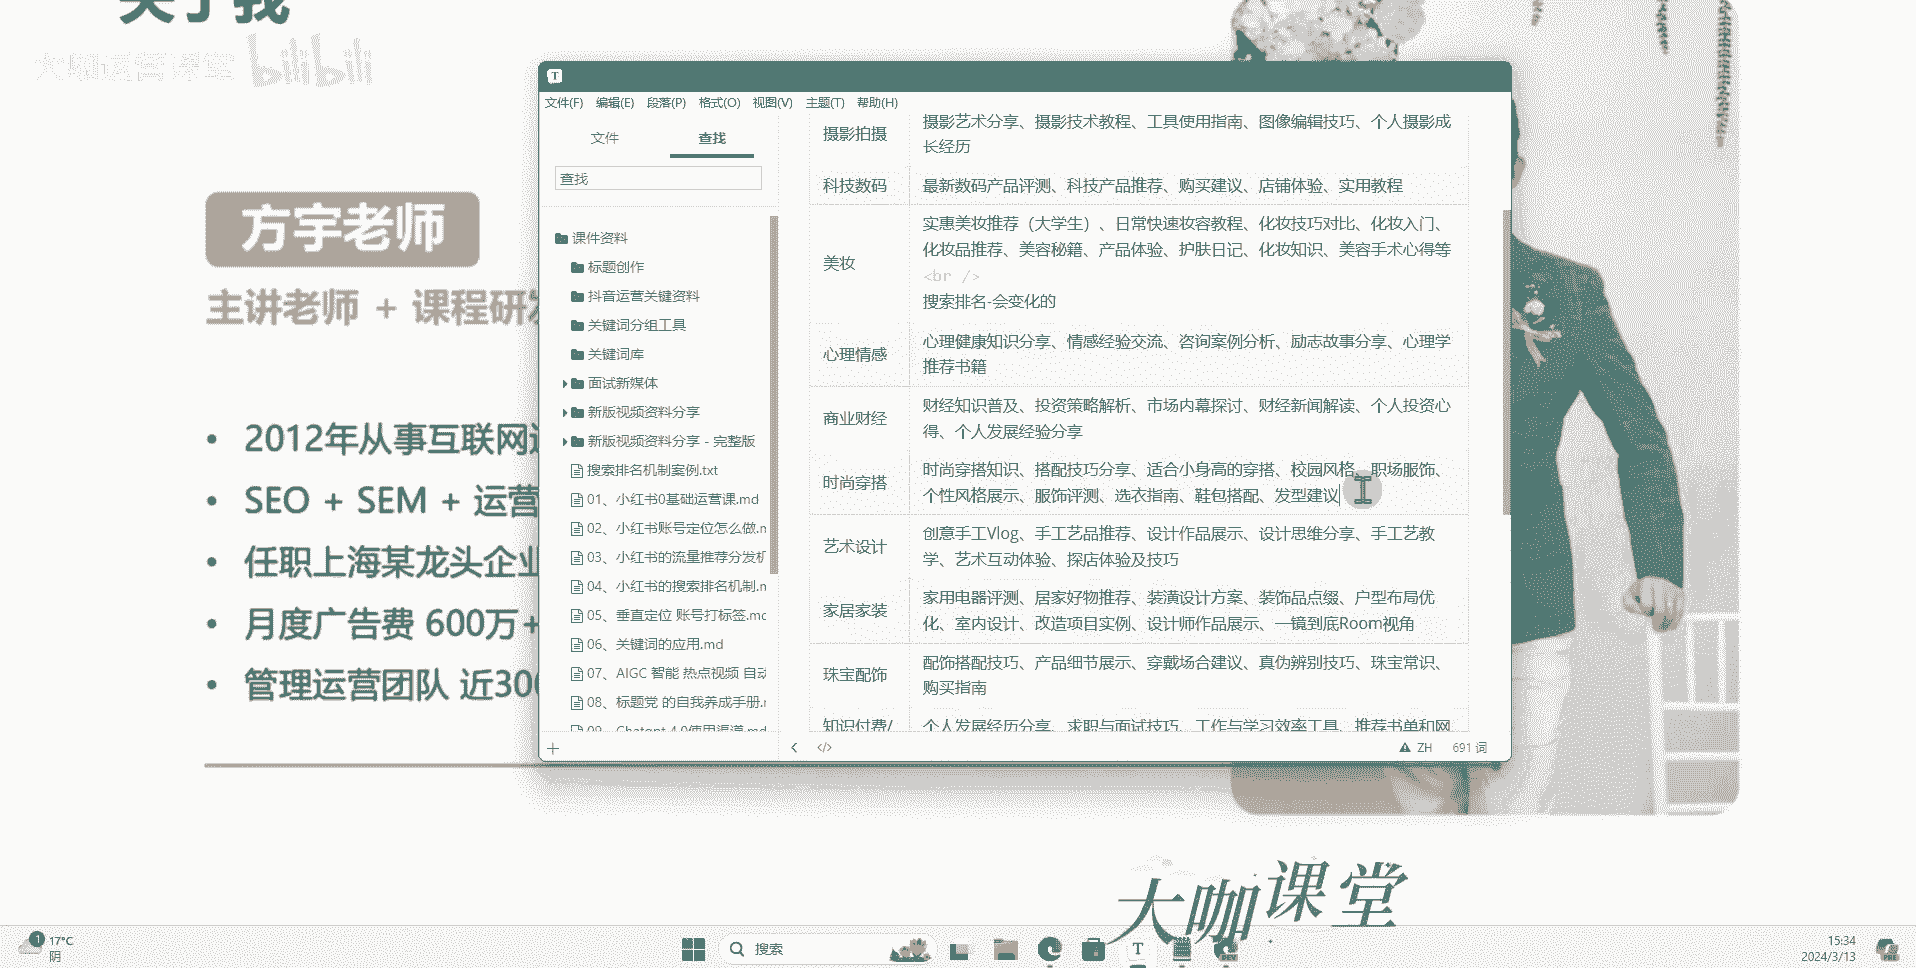 关于我
大咖运营课堂 bilibili
方宇老师
主讲老师 + 课程研发
• 2012年从事互联网
• SEO + SEM + 运营
• 任职上海某龙头企业
• 月度广告费 600万+
• 管理运营团队 近300
T
文件(F) 编辑(E) 段落(P) 格式(O) 视图(V) 主题(T) 帮助(H)
文件 查找
查找
课件资料
标题创作
抖音运营关键资料
关键词分组工具
关键词库
面试新媒体
新版视频资料分享
新版视频资料分享 - 完整版
搜索排名机制案例.txt
01、小红书0基础运营课.md
02、小红书账号定位怎么做.m
03、小红书的流量推荐分发机
04、小红书的搜索排名机制.m
05、垂直定位 账号打标签.mc
06、关键词的应用.md
07、AIGC 智能 热点视频 自动
08、标题党 的自我养成手册.r
09、Chatgpt 4.0使用渠道.md
摄影拍摄
摄影艺术分享、摄影技术教程、工具使用指南、图像编辑技巧、个人摄影成
长经历
科技数码
最新数码产品评测、科技产品推荐、购买建议、店铺体验、实用教程
美妆
实惠美妆推荐（大学生）、日常快速妆容教程、化妆技巧对比、化妆入门、
化妆品推荐、美容秘籍、产品体验、护肤日记、化妆知识、美容手术心得等
<br />
搜索排名-会变化的
心理情感
心理健康知识分享、情感经验交流、咨询案例分析、励志故事分享、心理学
推荐书籍
商业财经
财经知识普及、投资策略解析、市场内幕探讨、财经新闻解读、个人投资心
得、个人发展经验分享
时尚穿搭
时尚穿搭知识、搭配技巧分享、适合小身高的穿搭、校园风格、职场服饰、
个性风格展示、服饰评测、选衣指南、鞋包搭配、发型建议
艺术设计
创意手工Vlog、手工艺品推荐、设计作品展示、设计思维分享、手工艺教
学、艺术互动体验、探店体验及技巧
家居家装
家用电器评测、居家好物推荐、装潢设计方案、装饰品点缀、户型布局优
化、室内设计、改造项目实例、设计师作品展示、一镜到底Room视角
珠宝配饰
配饰搭配技巧、产品细节展示、穿戴场合建议、真伪辨别技巧、珠宝常识、
购买指南
知识付费/
个人发展经历分享、求职与面试技巧、工作与学习效率工具、推荐书单和网
</> ZH 691 词
大咖课堂
1 17°C
阴
搜索
T
DEV
15:34
2024/3/13
PRE